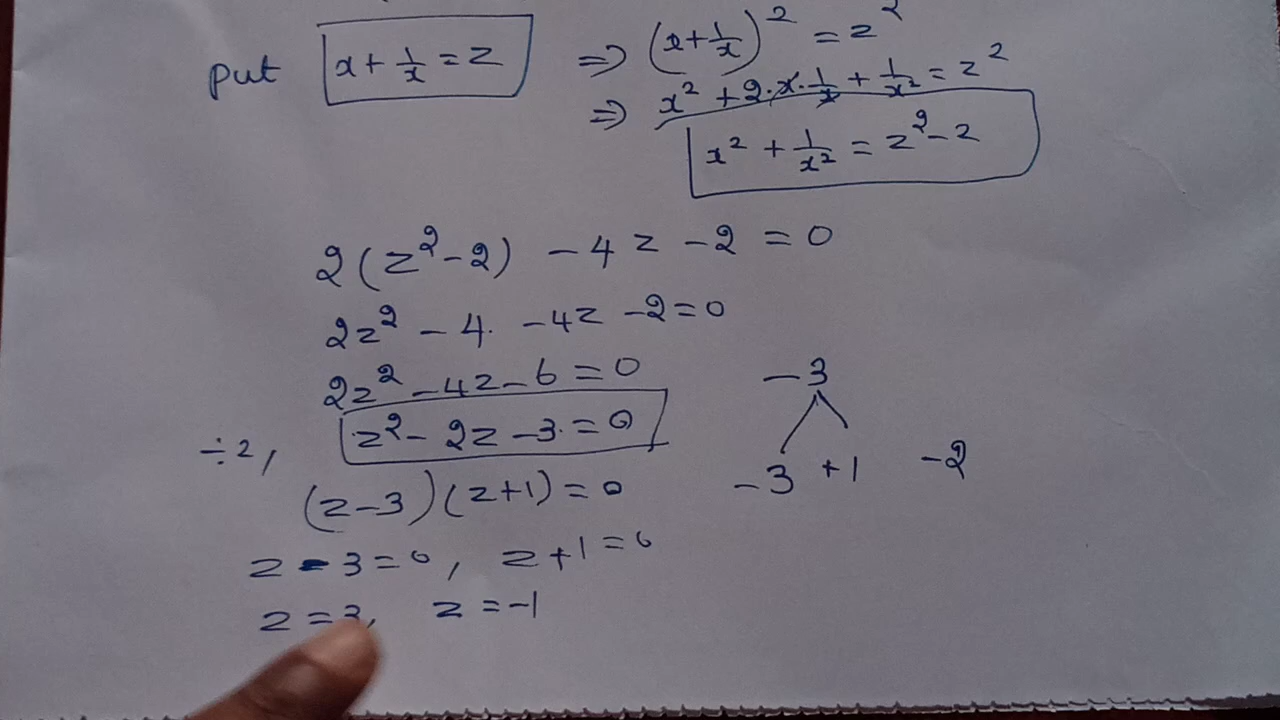 put x + 1/x = z ⇒ (x + 1/x)² = z²
⇒ x² + 2·x·1/x + 1/x² = z²
x² + 1/x² = z² - 2
2(z² - 2) - 4z - 2 = 0
2z² - 4 - 4z - 2 = 0
2z² - 4z - 6 = 0
÷2, z² - 2z - 3 = 0
(z - 3)(z + 1) = 0
z - 3 = 0, z + 1 = 0
z = 3, z = -1
-3
-3 +1 -2